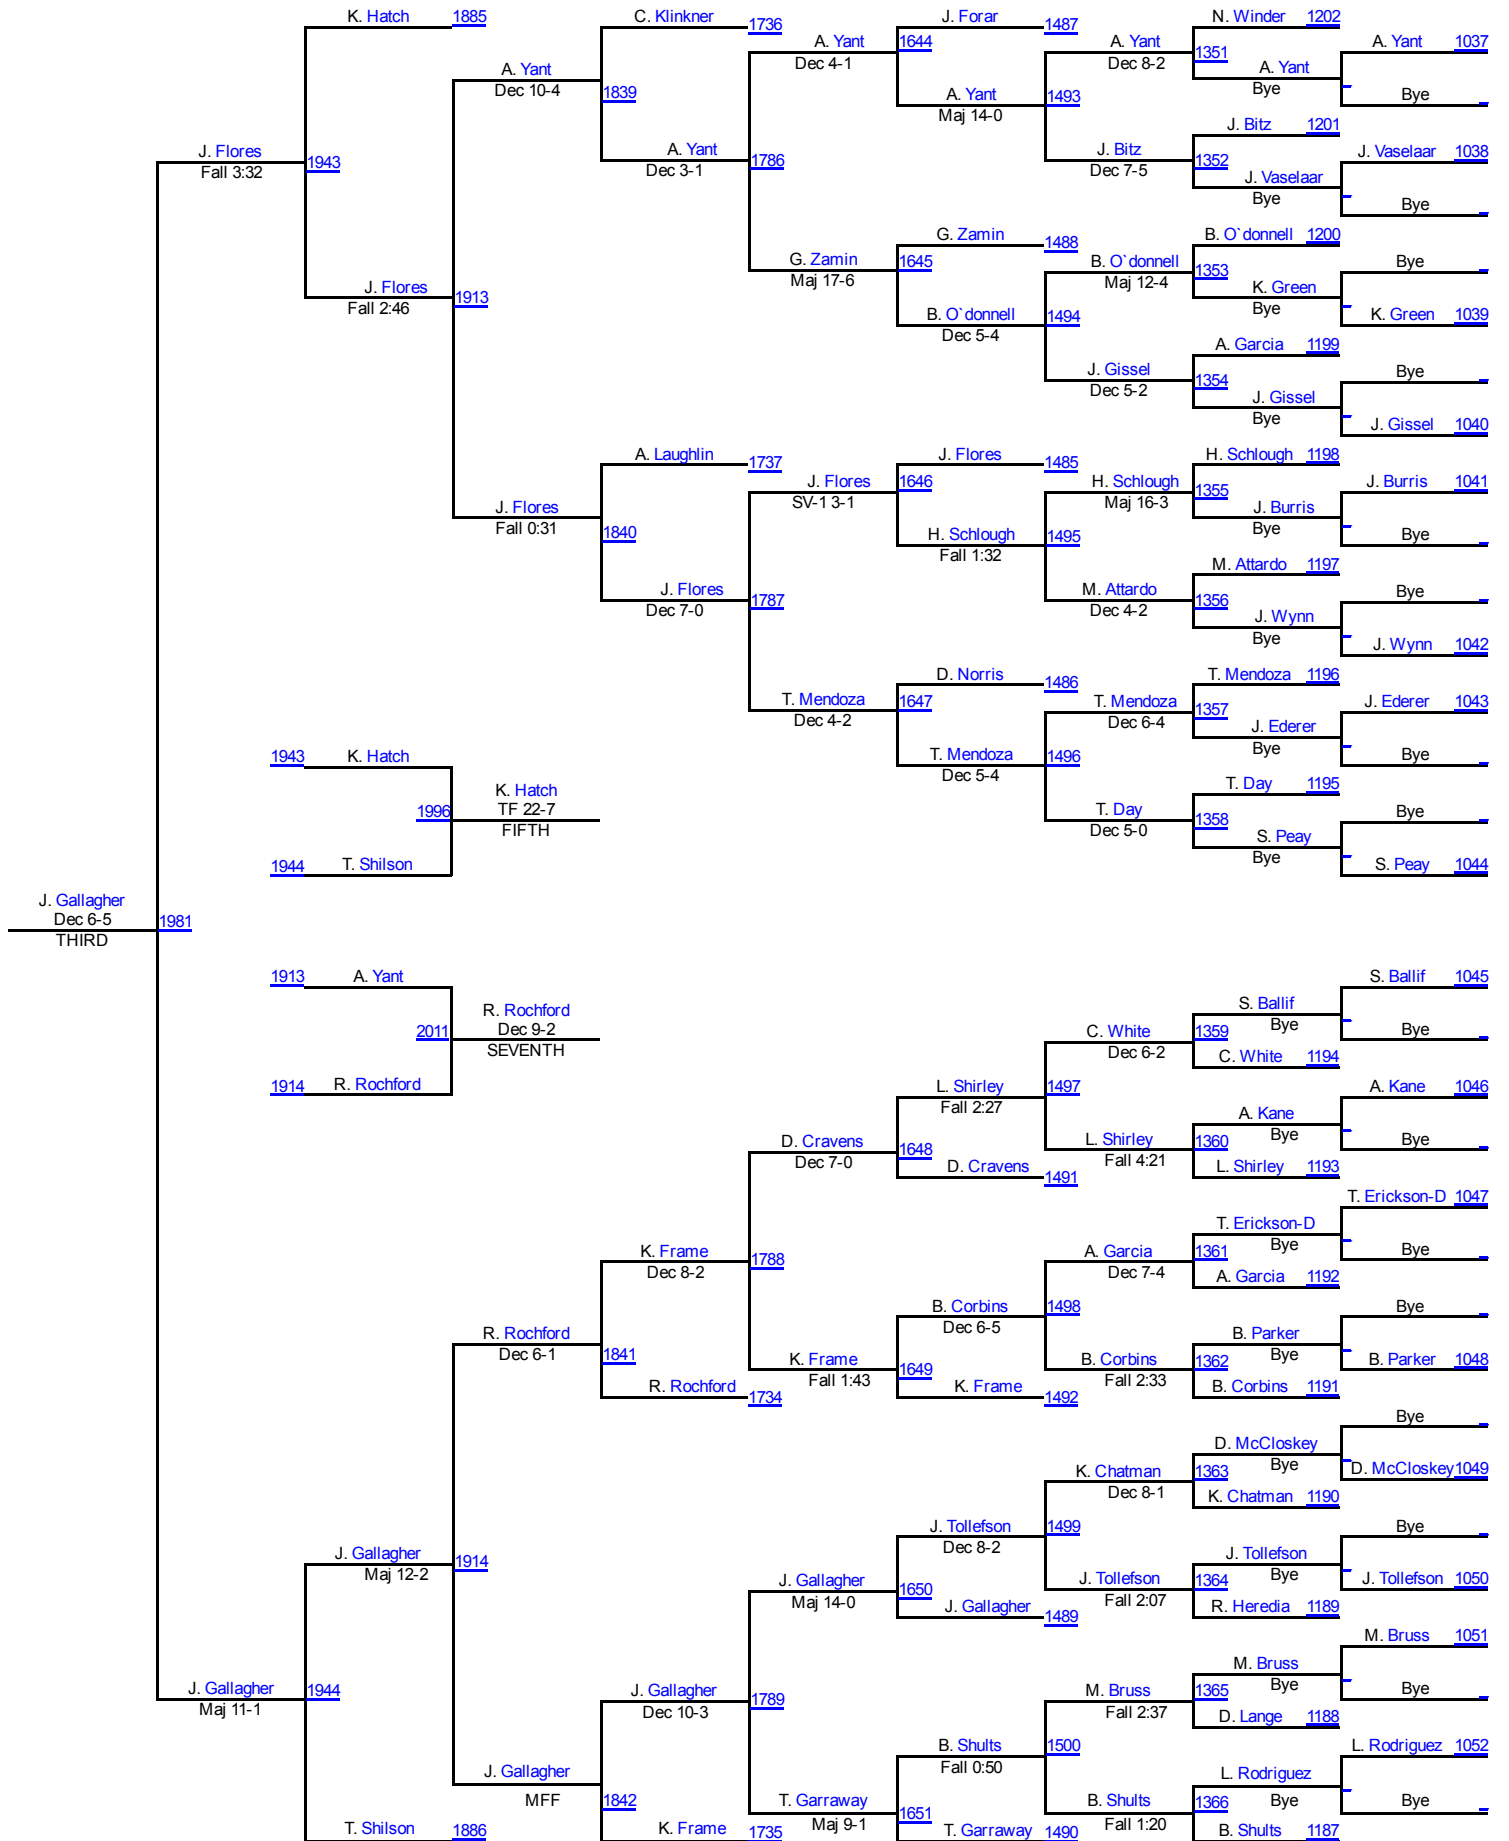 K. Hatch 1885
C. Klinkner 1736
J. Forar 1487
N. Winder 1202
A. Yant 1644
Dec 4-1
A. Yant 1351
Dec 8-2
A. Yant 1037
A. Yant
Bye
A. Yant 1839
Dec 10-4
A. Yant 1493
Maj 14-0
Bye
J. Bitz 1201
J. Flores 1943
Fall 3:32
A. Yant 1786
Dec 3-1
J. Bitz 1352
Dec 7-5
J. Vaselaar 1038
J. Vaselaar
Bye
Bye
G. Zamin 1488
B. O`donnell 1200
G. Zamin 1645
Maj 17-6
B. O`donnell 1353
Maj 12-4
Bye
J. Flores 1913
Fall 2:46
K. Green
Bye
B. O`donnell 1494
Dec 5-4
K. Green 1039
A. Garcia 1199
J. Gissel 1354
Dec 5-2
Bye
J. Gissel
Bye
J. Gissel 1040
A. Laughlin 1737
J. Flores 1485
H. Schlough 1198
J. Flores 1646
SV-1 3-1
H. Schlough 1355
Maj 16-3
J. Burris 1041
J. Flores 1840
Fall 0:31
J. Burris
Bye
H. Schlough 1495
Fall 1:32
Bye
M. Attardo 1197
J. Flores 1787
Dec 7-0
M. Attardo 1356
Dec 4-2
Bye
J. Wynn
Bye
J. Wynn 1042
D. Norris 1486
T. Mendoza 1196
T. Mendoza 1647
Dec 4-2
T. Mendoza 1357
Dec 6-4
J. Ederer 1043
J. Ederer
Bye
1943 K. Hatch
T. Mendoza 1496
Dec 5-4
Bye
T. Day 1195
K. Hatch
1996 TF 22-7
FIFTH
T. Day 1358
Dec 5-0
Bye
S. Peay
Bye
1944 T. Shilson
S. Peay 1044
J. Gallagher
Dec 6-5 1981
THIRD
1913 A. Yant
S. Ballif 1045
R. Rochford
2011 Dec 9-2
SEVENTH
S. Ballif
Bye
C. White 1359
Dec 6-2
Bye
C. White 1194
1914 R. Rochford
L. Shirley 1497
Fall 2:27
A. Kane 1046
A. Kane
Bye
D. Cravens 1648
Dec 7-0
L. Shirley 1360
Fall 4:21
Bye
D. Cravens 1491
L. Shirley 1193
T. Erickson-D 1047
T. Erickson-D
Bye
K. Frame 1788
Dec 8-2
A. Garcia 1361
Dec 7-4
Bye
A. Garcia 1192
B. Corbins 1498
Dec 6-5
Bye
R. Rochford 1841
Dec 6-1
B. Parker
Bye
K. Frame 1649
Fall 1:43
B. Corbins 1362
Fall 2:33
B. Parker 1048
R. Rochford 1734
K. Frame 1492
B. Corbins 1191
Bye
D. McCloskey
Bye
K. Chatman 1363
Dec 8-1
D. McCloskey 1049
K. Chatman 1190
J. Tollefson 1499
Dec 8-2
Bye
J. Gallagher 1914
Maj 12-2
J. Tollefson
Bye
J. Gallagher 1650
Maj 14-0
J. Tollefson 1364
Fall 2:07
J. Tollefson 1050
J. Gallagher 1489
R. Heredia 1189
M. Bruss 1051
M. Bruss
Bye
J. Gallagher 1944
Maj 11-1
J. Gallagher 1789
Dec 10-3
M. Bruss 1365
Fall 2:37
Bye
D. Lange 1188
B. Shults 1500
Fall 0:50
L. Rodriguez 1052
J. Gallagher 1842
MFF
L. Rodriguez
Bye
T. Garraway 1651
Maj 9-1
B. Shults 1366
Fall 1:20
Bye
T. Shilson 1886
K. Frame 1735
T. Garraway 1490
B. Shults 1187